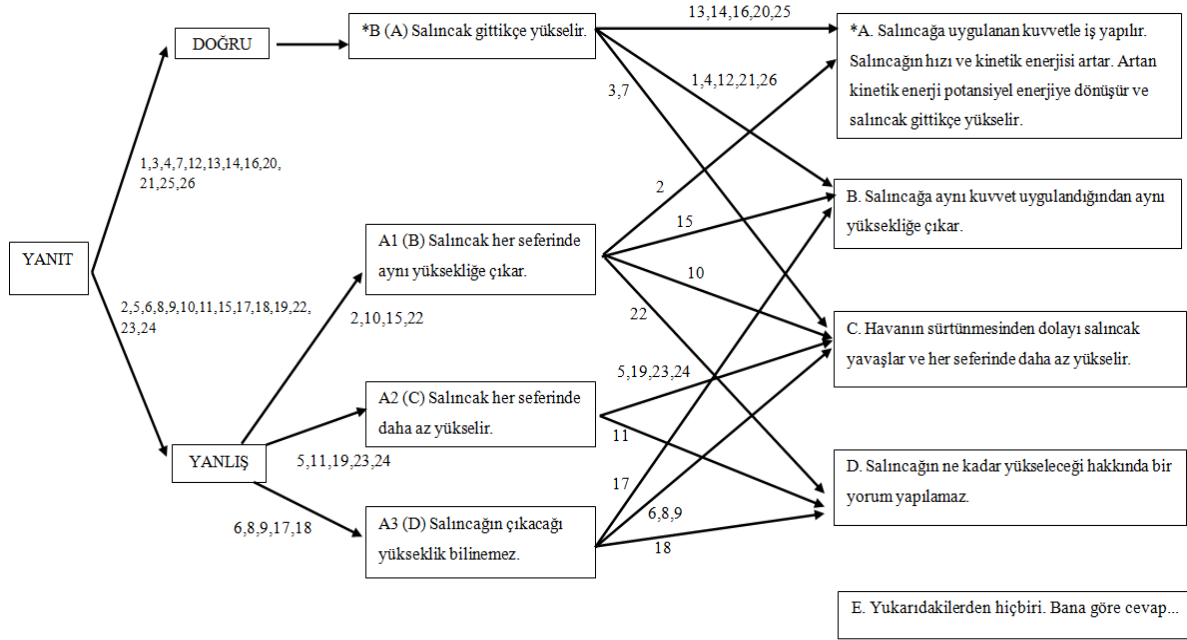 YANIT
DOĞRU
1,3,4,7,12,13,14,16,20,
21,25,26
2,5,6,8,9,10,11,15,17,18,19,22,
23,24
YANLIŞ
*B (A) Salıncak gittikçe yükselir.
A1 (B) Salıncak her seferinde
aynı yüksekliğe çıkar.
2,10,15,22
A2 (C) Salıncak her seferinde
daha az yükselir.
5,11,19,23,24
A3 (D) Salıncağın çıkacağı
yükseklik bilinemez.
6,8,9,17,18
13,14,16,20,25
1,4,12,21,26
3,7
2
15
10
22
5,19,23,24
11
17
6,8,9
18
*A. Salıncağa uygulanan kuvvetle iş yapılır.
Salıncağın hızı ve kinetik enerjisi artar. Artan
kinetik enerji potansiyel enerjiye dönüşür ve
salıncak gittikçe yükselir.
B. Salıncağa aynı kuvvet uygulandığından aynı
yüksekliğe çıkar.
C. Havanın sürtünmesinden dolayı salıncak
yavaşlar ve her seferinde daha az yükselir.
D. Salıncağın ne kadar yükseleceği hakkında bir
yorum yapılamaz.
E. Yukarıdakilerden hiçbiri. Bana göre cevap...